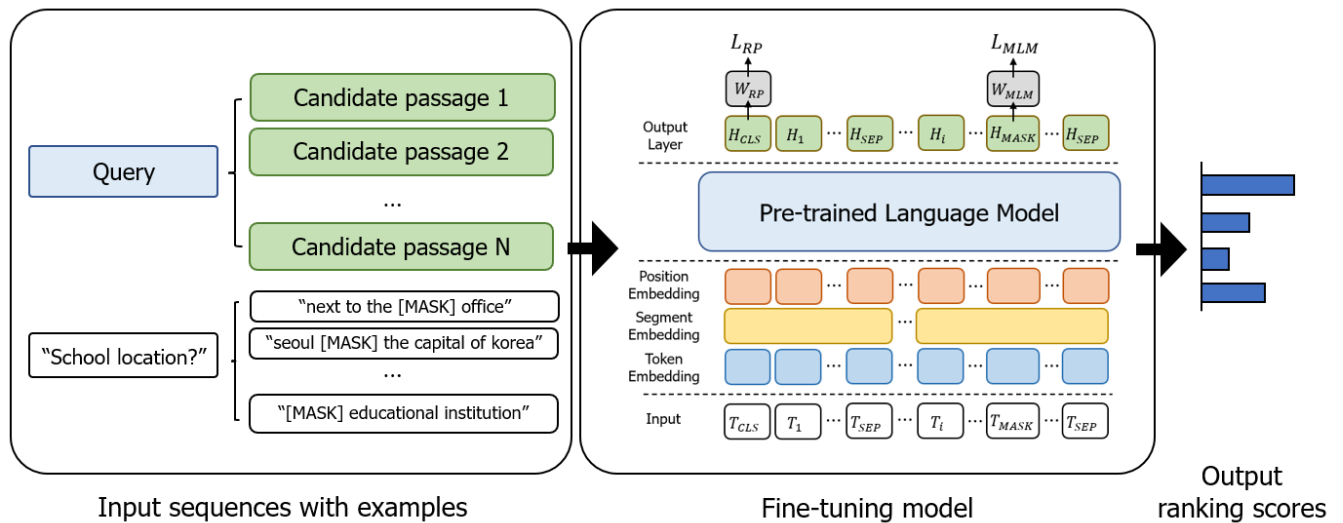 Query
Candidate passage 1
Candidate passage 2
...
Candidate passage N
“School location?”
“next to the [MASK] office”
“seoul [MASK] the capital of korea”
...
“[MASK] educational institution”
Input sequences with examples
L_RP L_MLM
W_RP W_MLM
Output
Layer
H_CLS H_1 ... H_SEP ... H_i ... H_MASK ... H_SEP
Pre-trained Language Model
Position
Embedding
... ... ... ...
Segment
Embedding
...
Token
Embedding
... ... ... ...
Input
T_CLS T_1 ... T_SEP ... T_i ... T_MASK ... T_SEP
Fine-tuning model
Output
ranking scores